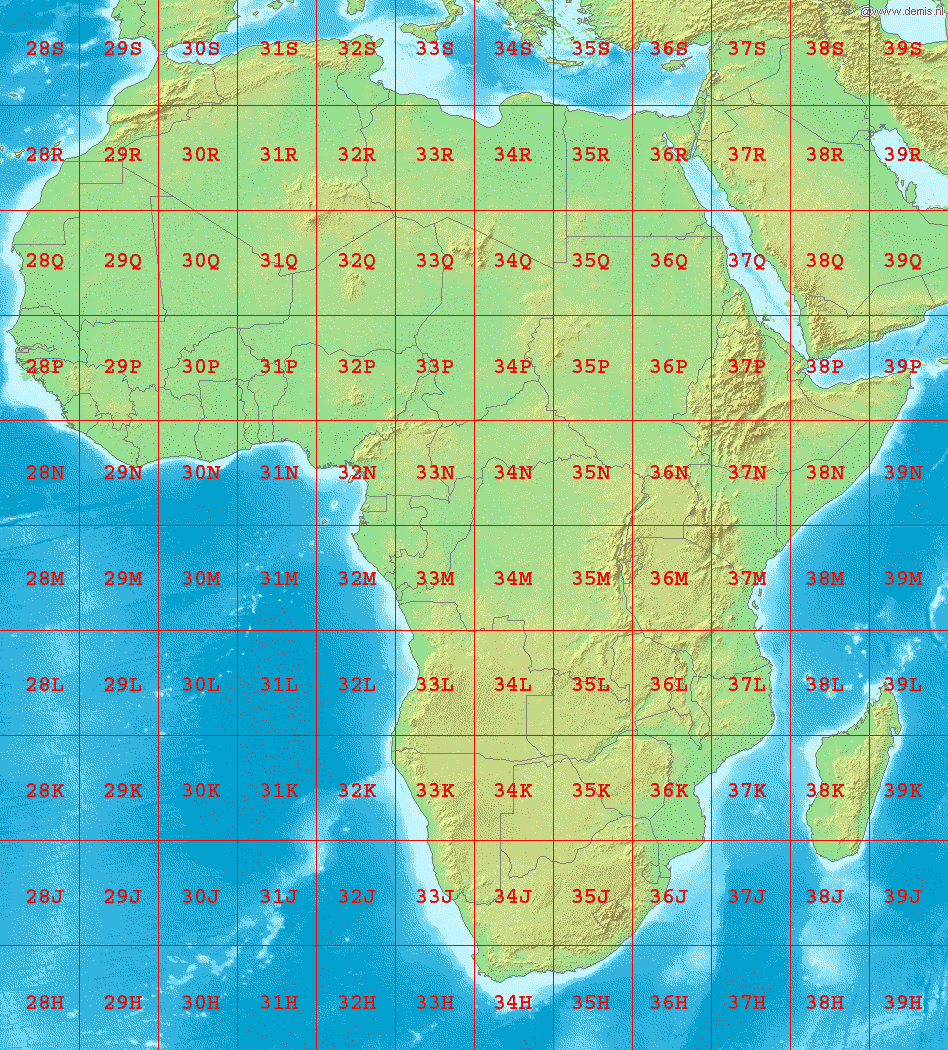 @www.demis.nl
28S 29S 30S 31S 32S 33S 34S 35S 36S 37S 38S 39S
28R 29R 30R 31R 32R 33R 34R 35R 36R 37R 38R 39R
28Q 29Q 30Q 31Q 32Q 33Q 34Q 35Q 36Q 37Q 38Q 39Q
28P 29P 30P 31P 32P 33P 34P 35P 36P 37P 38P 39P
28N 29N 30N 31N 32N 33N 34N 35N 36N 37N 38N 39N
28M 29M 30M 31M 32M 33M 34M 35M 36M 37M 38M 39M
28L 29L 30L 31L 32L 33L 34L 35L 36L 37L 38L 39L
28K 29K 30K 31K 32K 33K 34K 35K 36K 37K 38K 39K
28J 29J 30J 31J 32J 33J 34J 35J 36J 37J 38J 39J
28H 29H 30H 31H 32H 33H 34H 35H 36H 37H 38H 39H